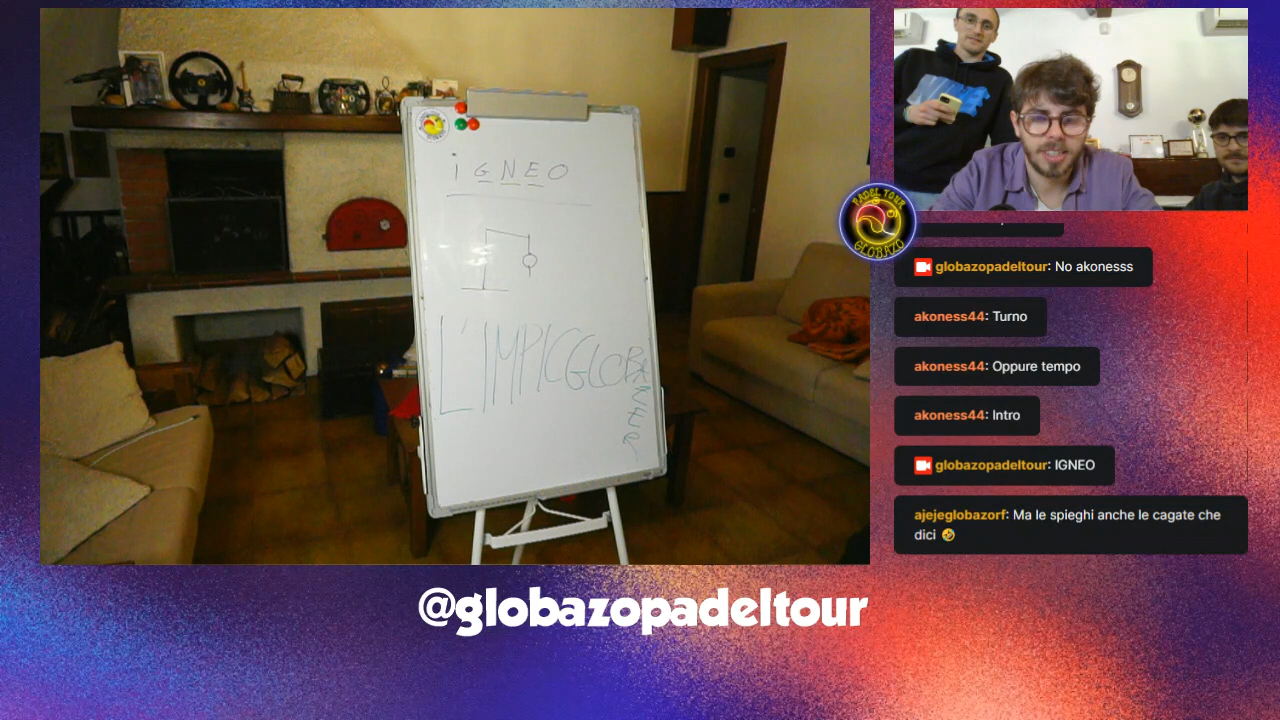 iGNEO
L'IMPICGLOBAZZER
PADEL TOUR
GLOBAZO
globazopadeltour: No akonesss
akoness44: Turno
akoness44: Oppure tempo
akoness44: Intro
globazopadeltour: IGNEO
ajejeglobazorf: Ma le spieghi anche le cagate che
dici 🤣
@globazopadeltour